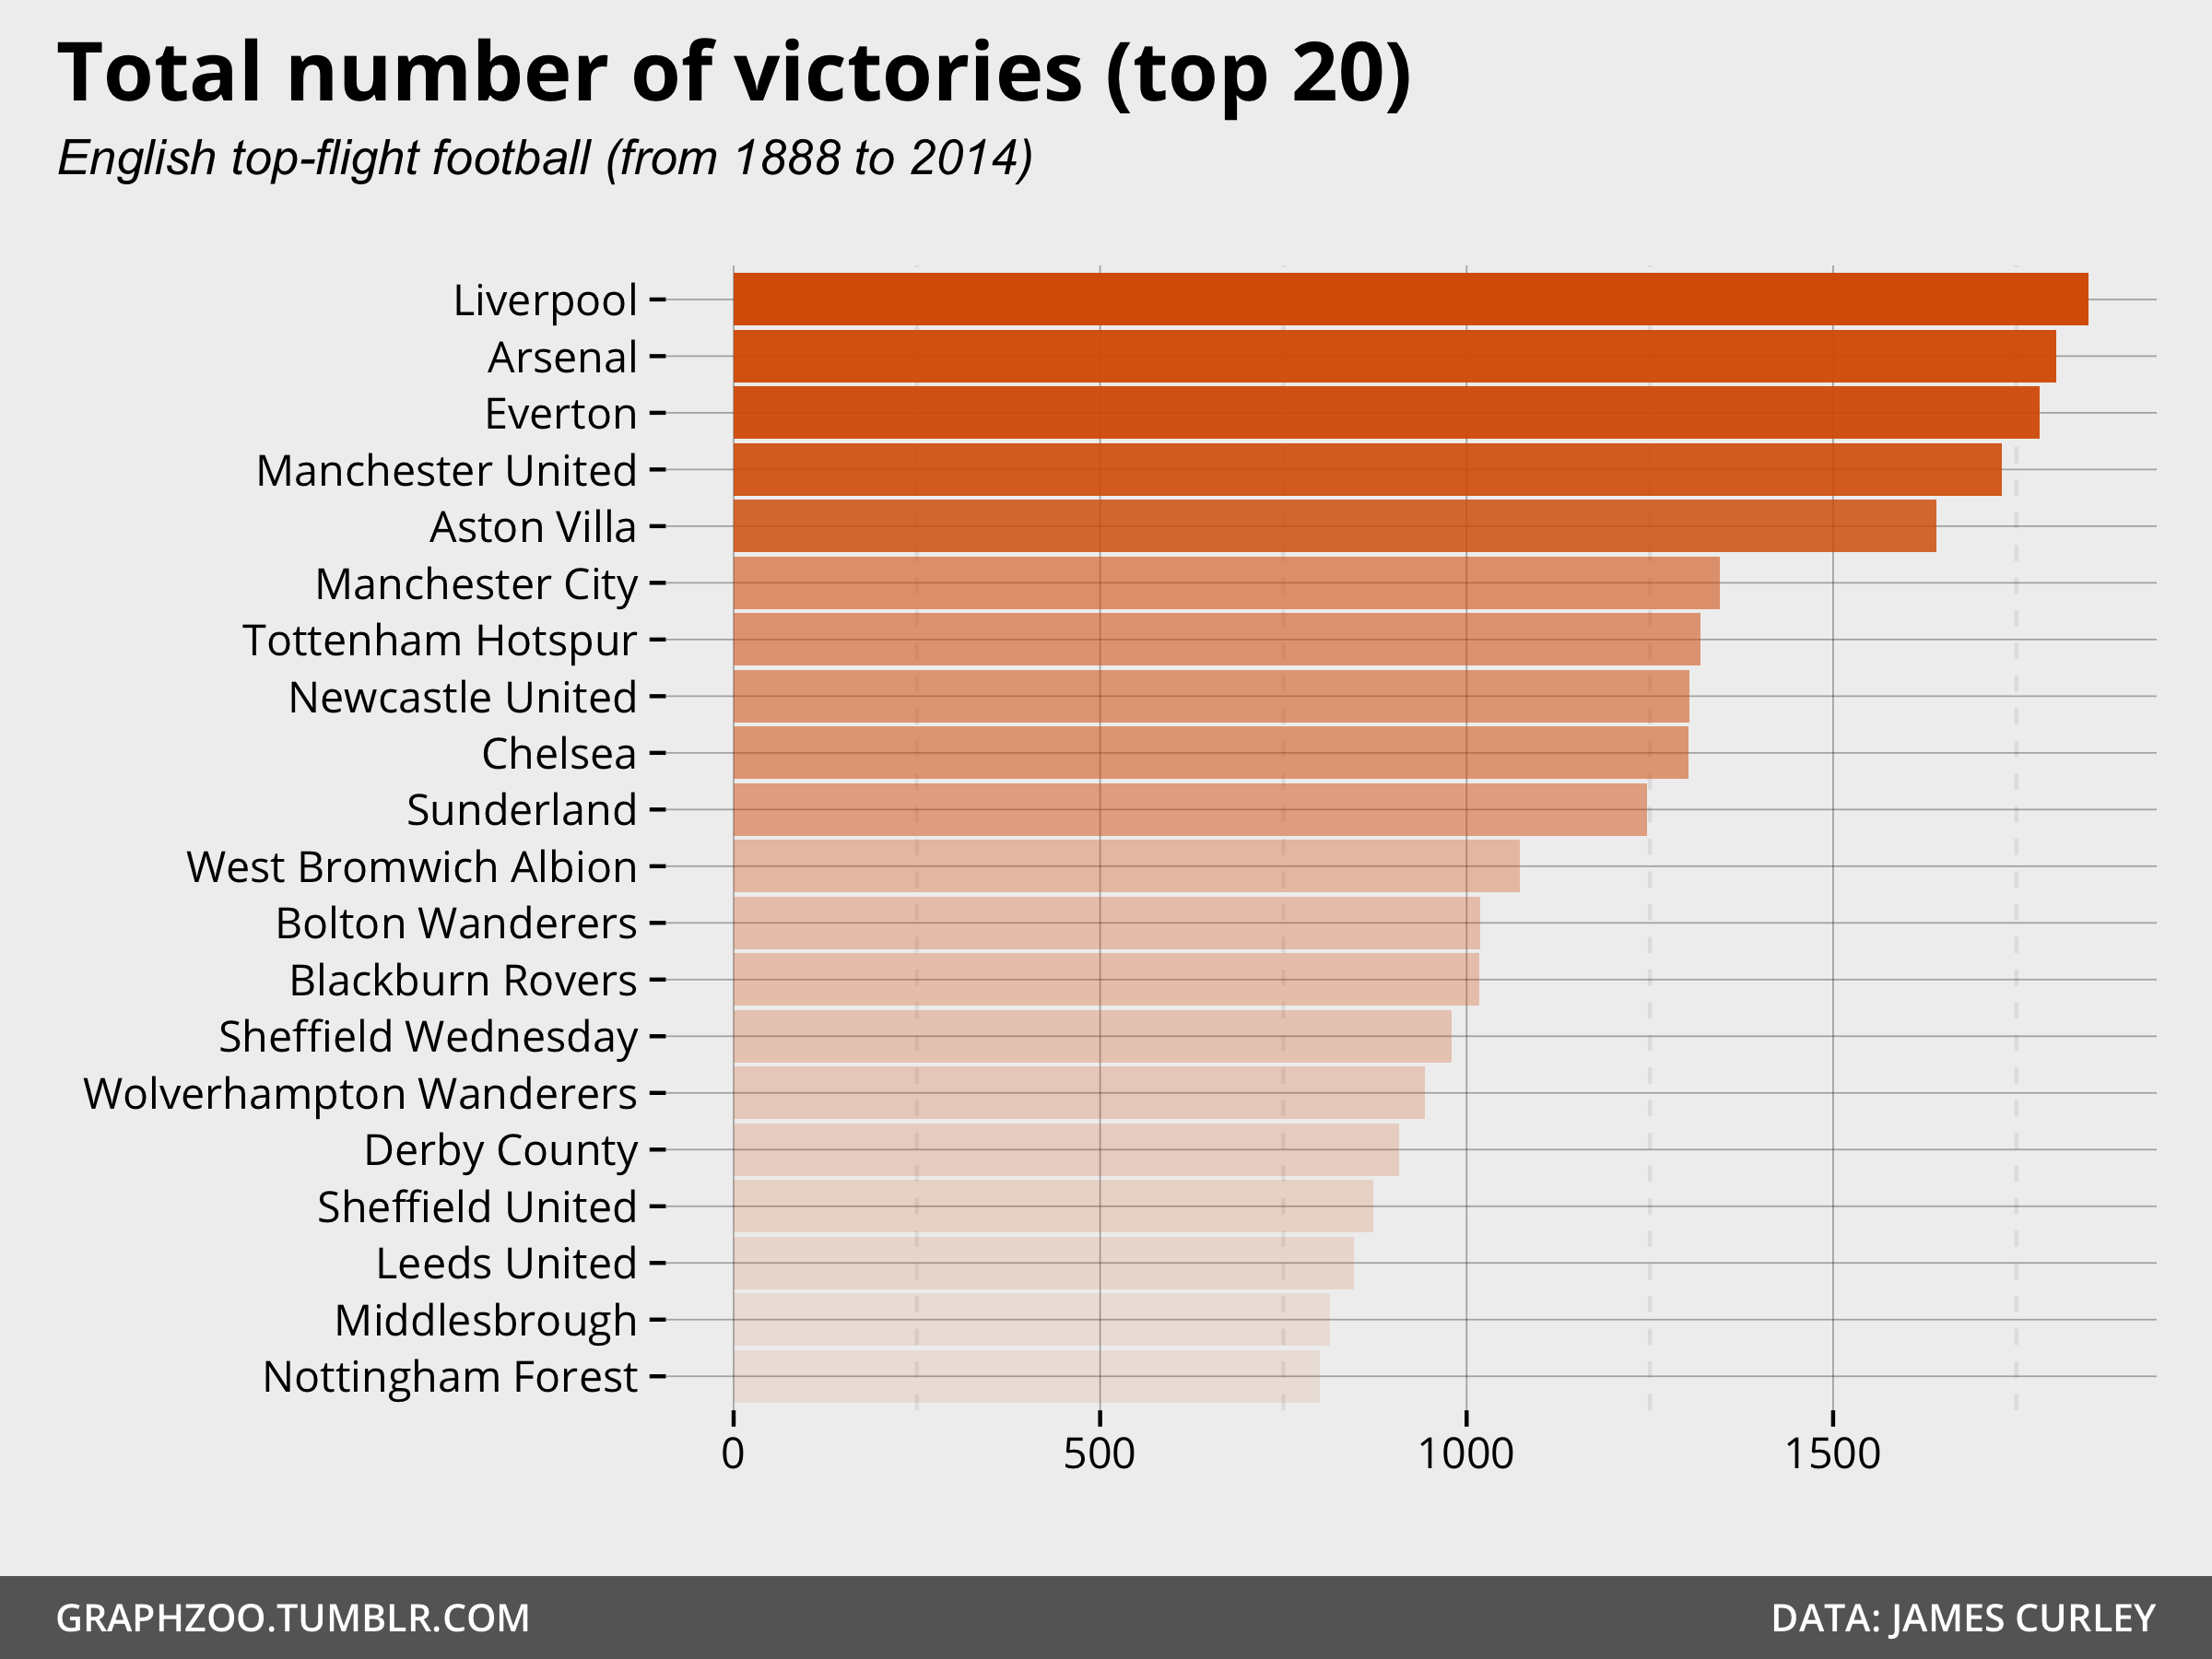 Total number of victories (top 20)
English top-flight football (from 1888 to 2014)
Liverpool
Arsenal
Everton
Manchester United
Aston Villa
Manchester City
Tottenham Hotspur
Newcastle United
Chelsea
Sunderland
West Bromwich Albion
Bolton Wanderers
Blackburn Rovers
Sheffield Wednesday
Wolverhampton Wanderers
Derby County
Sheffield United
Leeds United
Middlesbrough
Nottingham Forest
0 500 1000 1500
GRAPHZOO.TUMBLR.COM DATA: JAMES CURLEY